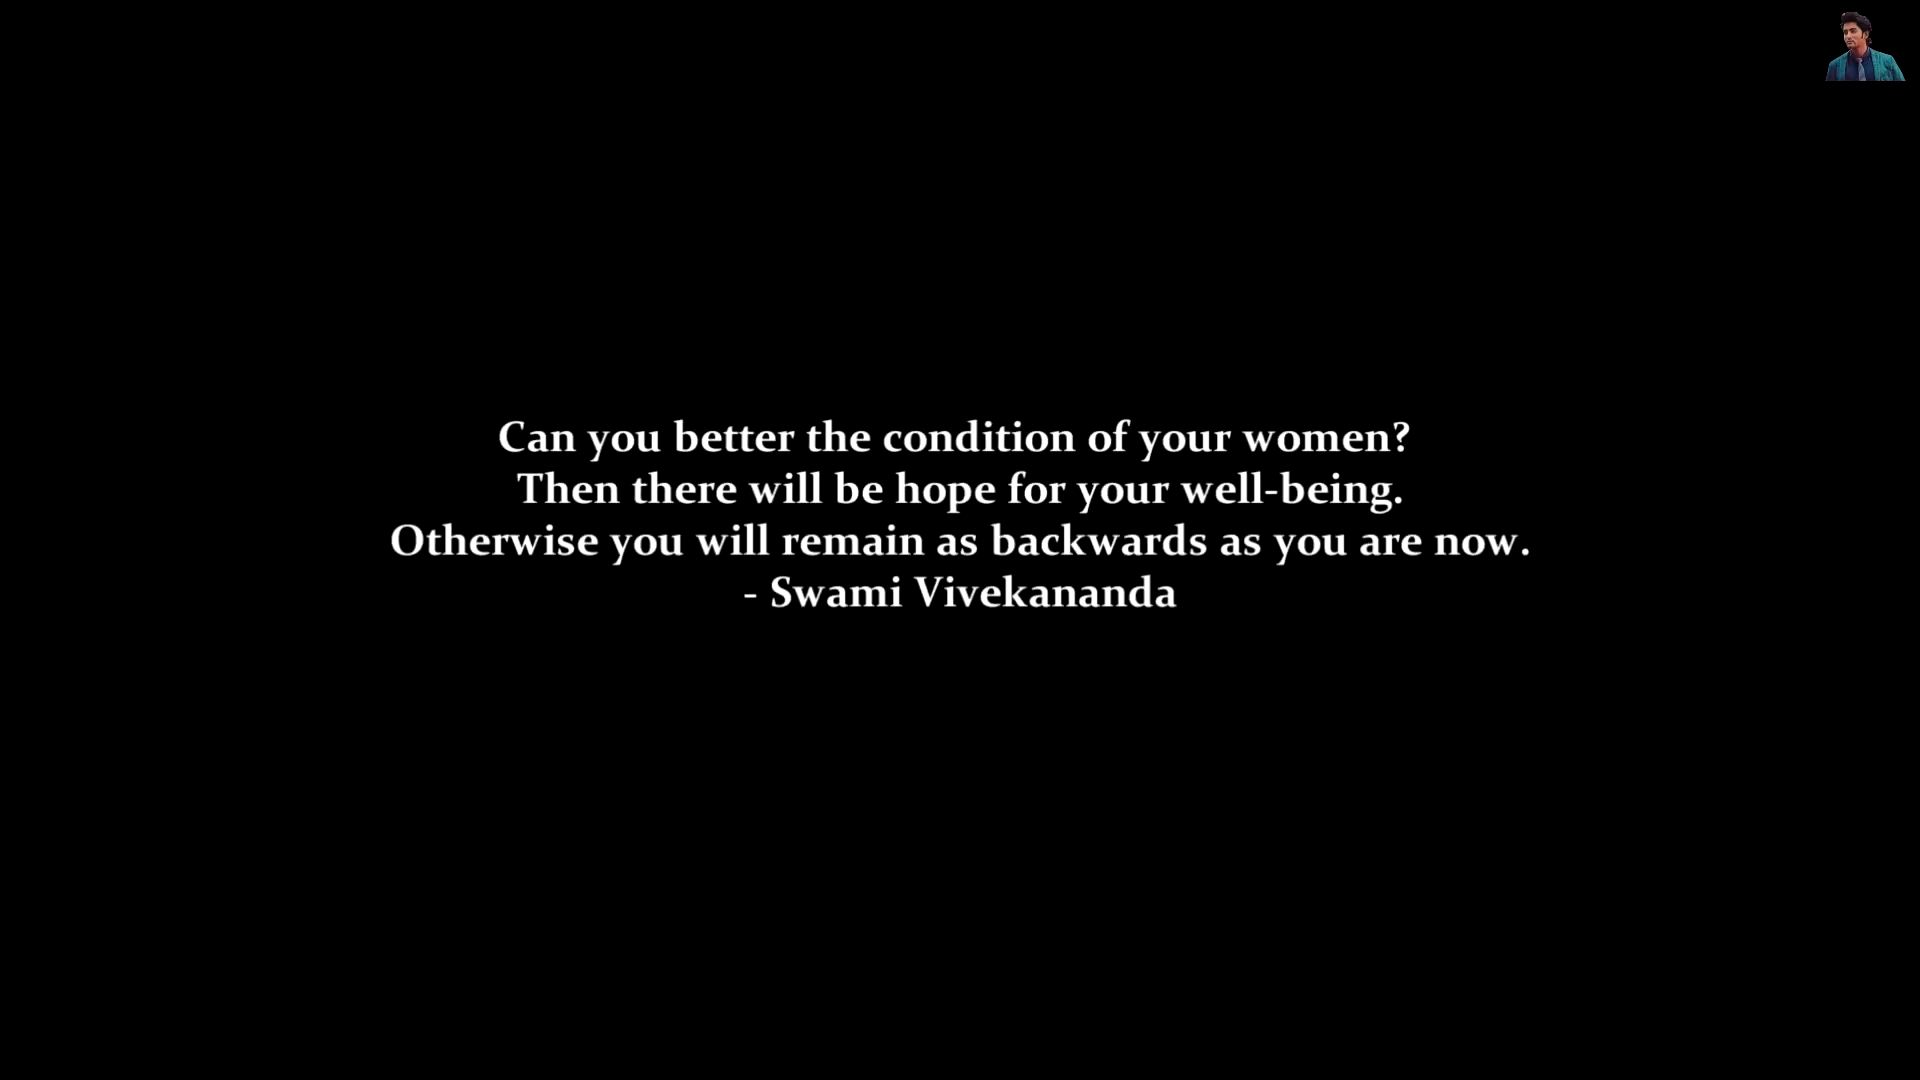 Can you better the condition of your women?
Then there will be hope for your well-being.
Otherwise you will remain as backwards as you are now.
- Swami Vivekananda